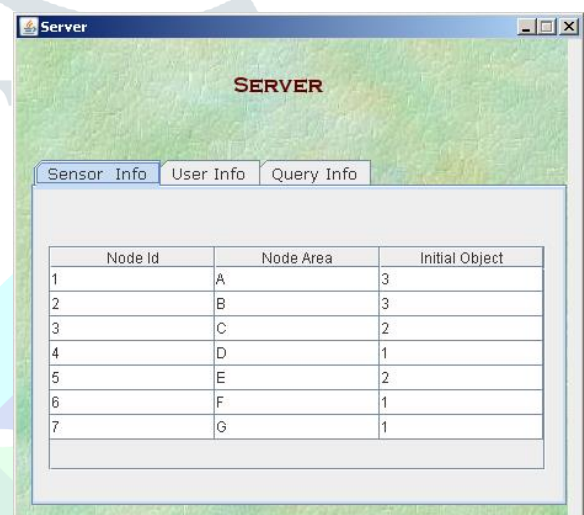 Server
SERVER
Sensor Info User Info Query Info
Node Id Node Area Initial Object
1 A 3
2 B 3
3 C 2
4 D 1
5 E 2
6 F 1
7 G 1